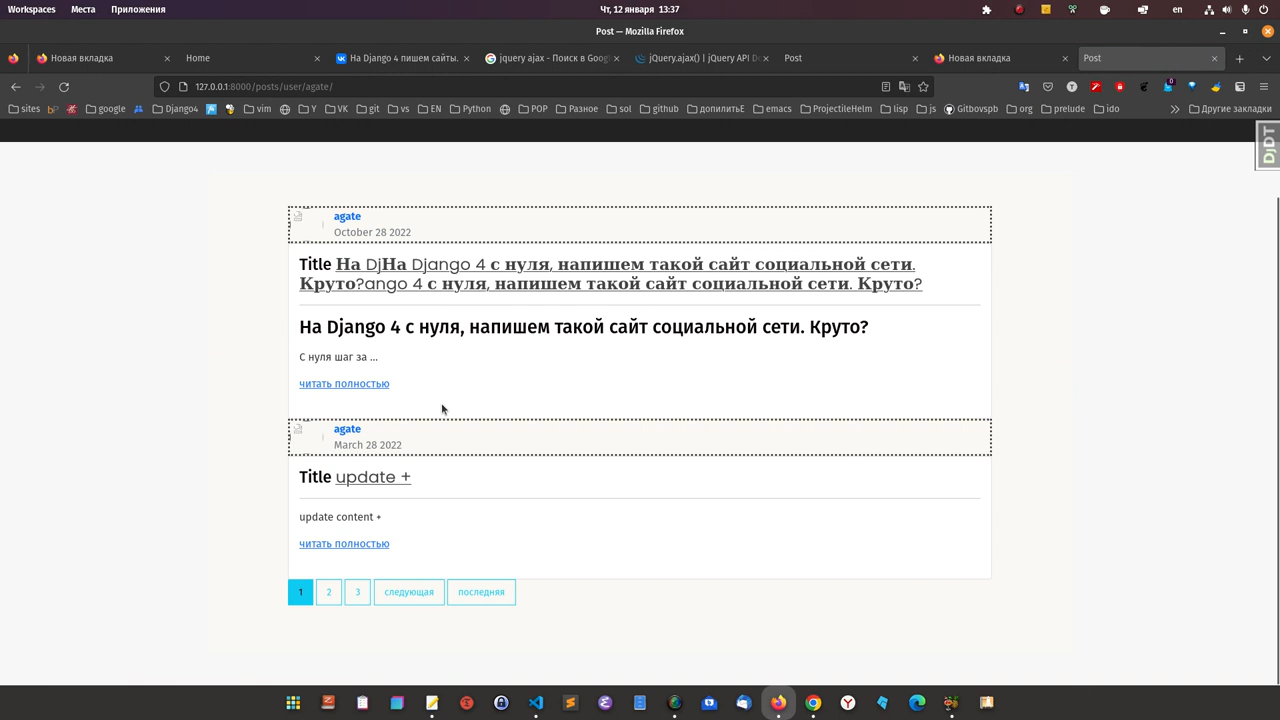 Workspaces Места Приложения Чт, 12 января 13:37 en
Post — Mozilla Firefox
Новая вкладка Home На Django 4 пишем сайты. jquery ajax - Поиск в Goog jQuery.ajax() | jQuery API Do Post Новая вкладка Post
127.0.0.1:8000/posts/user/agate/
sites google Django4 vim Y VK git vs EN Python POP Разное sol github допилитьE emacs ProjectileHelm lisp js Gitbovspb org prelude ido Другие закладки
DjDT
agate
October 28 2022
Title На DjНа Django 4 с нуля, напишем такой сайт социальной сети.
Круто?ango 4 с нуля, напишем такой сайт социальной сети. Круто?
На Django 4 с нуля, напишем такой сайт социальной сети. Круто?
С нуля шаг за ...
читать полностью
agate
March 28 2022
Title update +
update content +
читать полностью
1 2 3 следующая последняя